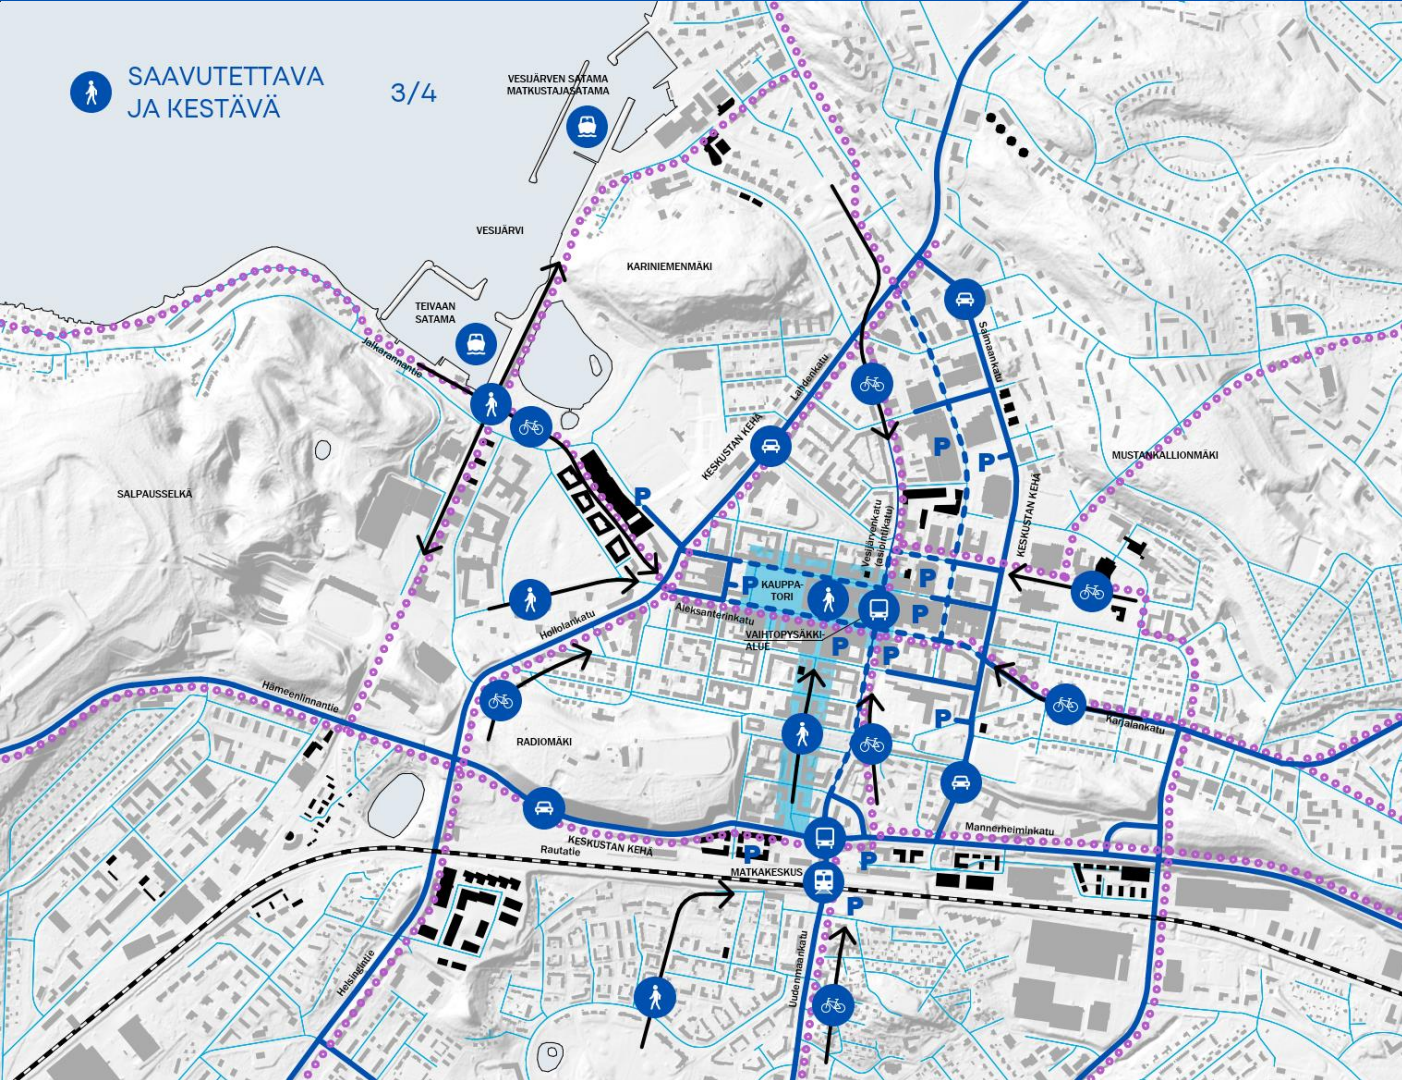 SAAVUTETTAVA
JA KESTÄVÄ
3/4
VESIJÄRVEN SATAMA
MATKUSTAJASATAMA
VESIJÄRVI
KARINIEMENMÄKI
TEIVAAN
SATAMA
Jalkarannantie
Saimaankatu
Lahdenkatu
KESKUSTAN KEHÄ
P
P
MUSTANKALLIONMÄKI
SALPAUSSELKÄ
P
KESKUSTAN KEHÄ
Vesijärvenkatu
(asiointikatu)
P
KAUPPA-
TORI
P
P
Aleksanterinkatu
Hollolankatu
VAIHTOPYSÄKKI-
ALUE
P
P
Hämeenlinnantie
P
Karjalankatu
RADIOMÄKI
Mannerheiminkatu
KESKUSTAN KEHÄ
Rautatie
P
P
MATKAKESKUS
P
Uudenmaankatu
Helsingintie